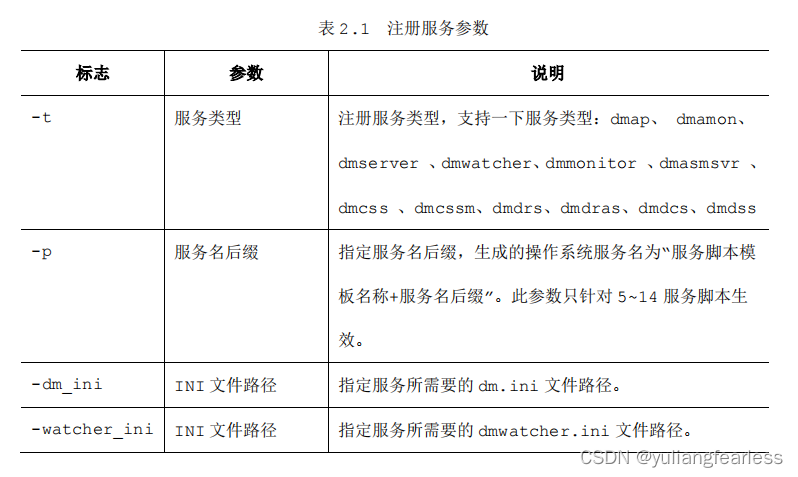 表 2.1 注册服务参数
标志 参数 说明
-t 服务类型 注册服务类型，支持一下服务类型：dmap、 dmamon、
dmserver 、dmwatcher、dmmonitor 、dmasmsvr 、
dmcss 、dmcssm、dmdrs、dmdras、dmdcs、dmdss
-p 服务名后缀 指定服务名后缀，生成的操作系统服务名为“服务脚本模
板名称+服务名后缀”。此参数只针对 5~14 服务脚本生
效。
-dm_ini INI 文件路径 指定服务所需要的 dm.ini 文件路径。
-watcher_ini INI 文件路径 指定服务所需要的 dmwatcher.ini 文件路径。
CSDN @yuliangfearless